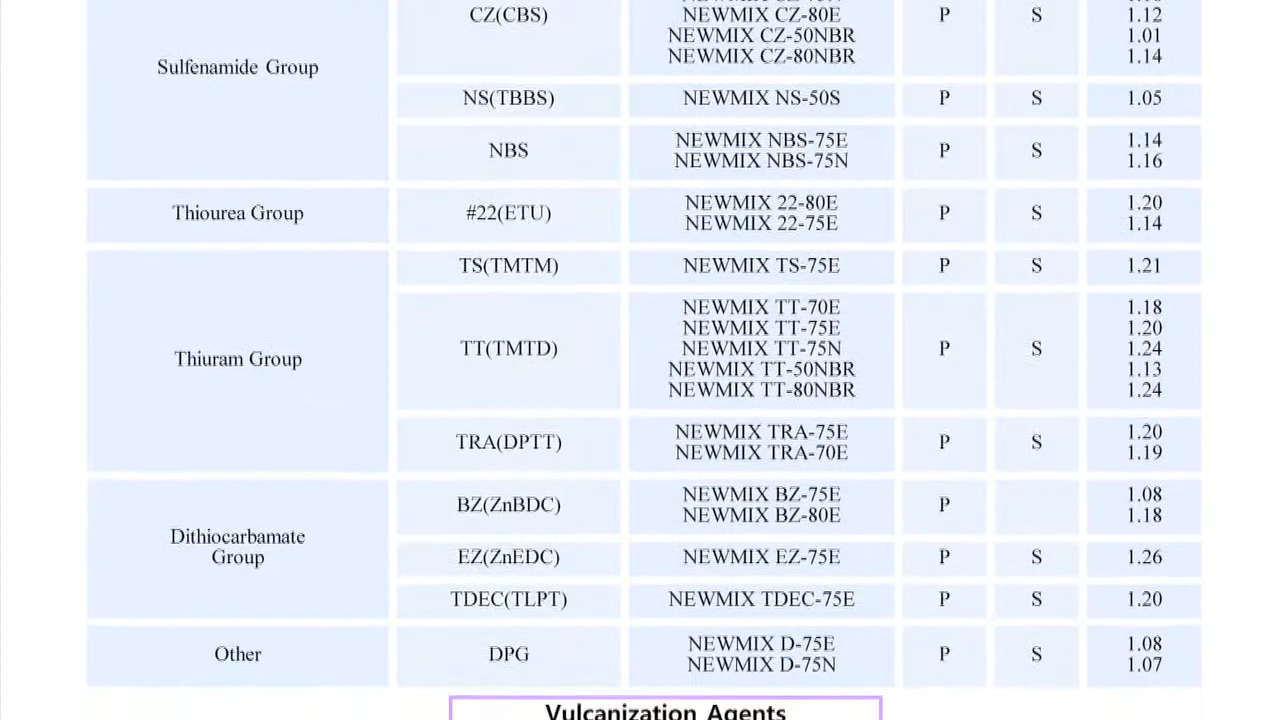 CZ(CBS)
NEWMIX CZ-80E
NEWMIX CZ-50NBR
NEWMIX CZ-80NBR
P
S
1.12
1.01
1.14
Sulfenamide Group
NS(TBBS)
NEWMIX NS-50S
P
S
1.05
NBS
NEWMIX NBS-75E
NEWMIX NBS-75N
P
S
1.14
1.16
Thiourea Group
#22(ETU)
NEWMIX 22-80E
NEWMIX 22-75E
P
S
1.20
1.14
Thiuram Group
TS(TMTM)
NEWMIX TS-75E
P
S
1.21
TT(TMTD)
NEWMIX TT-70E
NEWMIX TT-75E
NEWMIX TT-75N
NEWMIX TT-50NBR
NEWMIX TT-80NBR
P
S
1.18
1.20
1.24
1.13
1.24
TRA(DPTT)
NEWMIX TRA-75E
NEWMIX TRA-70E
P
S
1.20
1.19
Dithiocarbamate
Group
BZ(ZnBDC)
NEWMIX BZ-75E
NEWMIX BZ-80E
P
1.08
1.18
EZ(ZnEDC)
NEWMIX EZ-75E
P
S
1.26
TDEC(TLPT)
NEWMIX TDEC-75E
P
S
1.20
Other
DPG
NEWMIX D-75E
NEWMIX D-75N
P
S
1.08
1.07
Vulcanization Agents